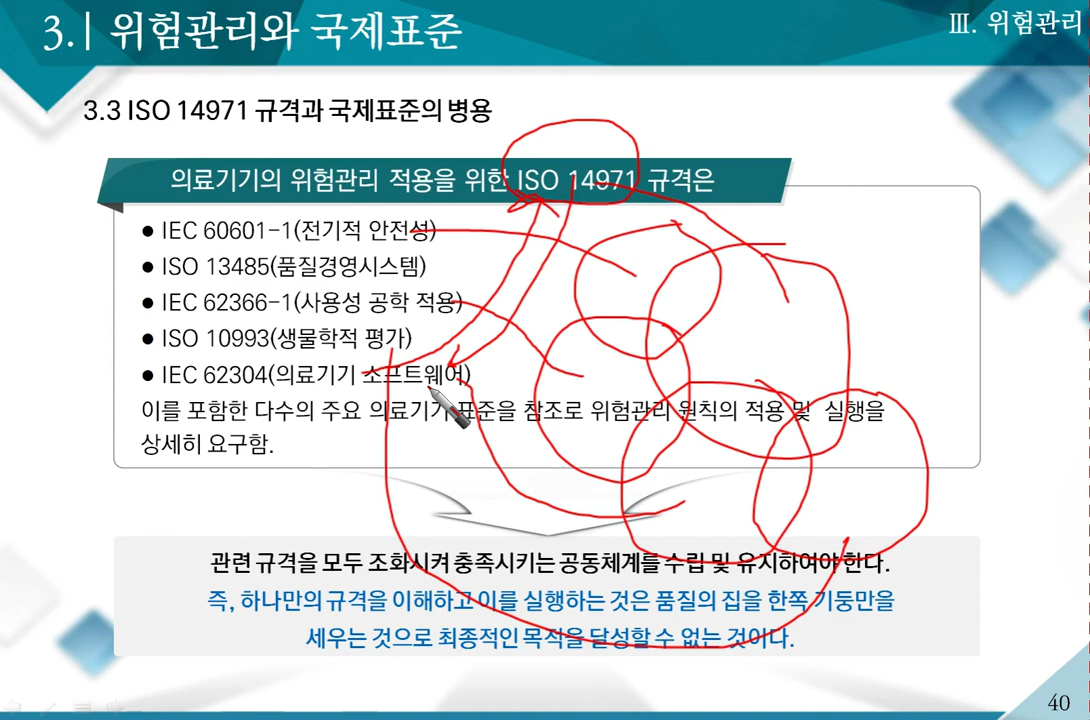 3.| 위험관리와 국제표준
Ⅲ. 위험관리
3.3 ISO 14971 규격과 국제표준의 병용
의료기기의 위험관리 적용을 위한 ISO 14971 규격은
● IEC 60601-1(전기적 안전성)
● ISO 13485(품질경영시스템)
● IEC 62366-1(사용성 공학 적용)
● ISO 10993(생물학적 평가)
● IEC 62304(의료기기 소프트웨어)
이를 포함한 다수의 주요 의료기기 표준을 참조로 위험관리 원칙의 적용 및 실행을
상세히 요구함.
관련 규격을 모두 조화시켜 충족시키는 공동체계를 수립 및 유지하여야 한다.
즉, 하나만의 규격을 이해하고 이를 실행하는 것은 품질의 집을 한쪽 기둥만을
세우는 것으로 최종적인 목적을 달성할 수 없는 것이다.
40